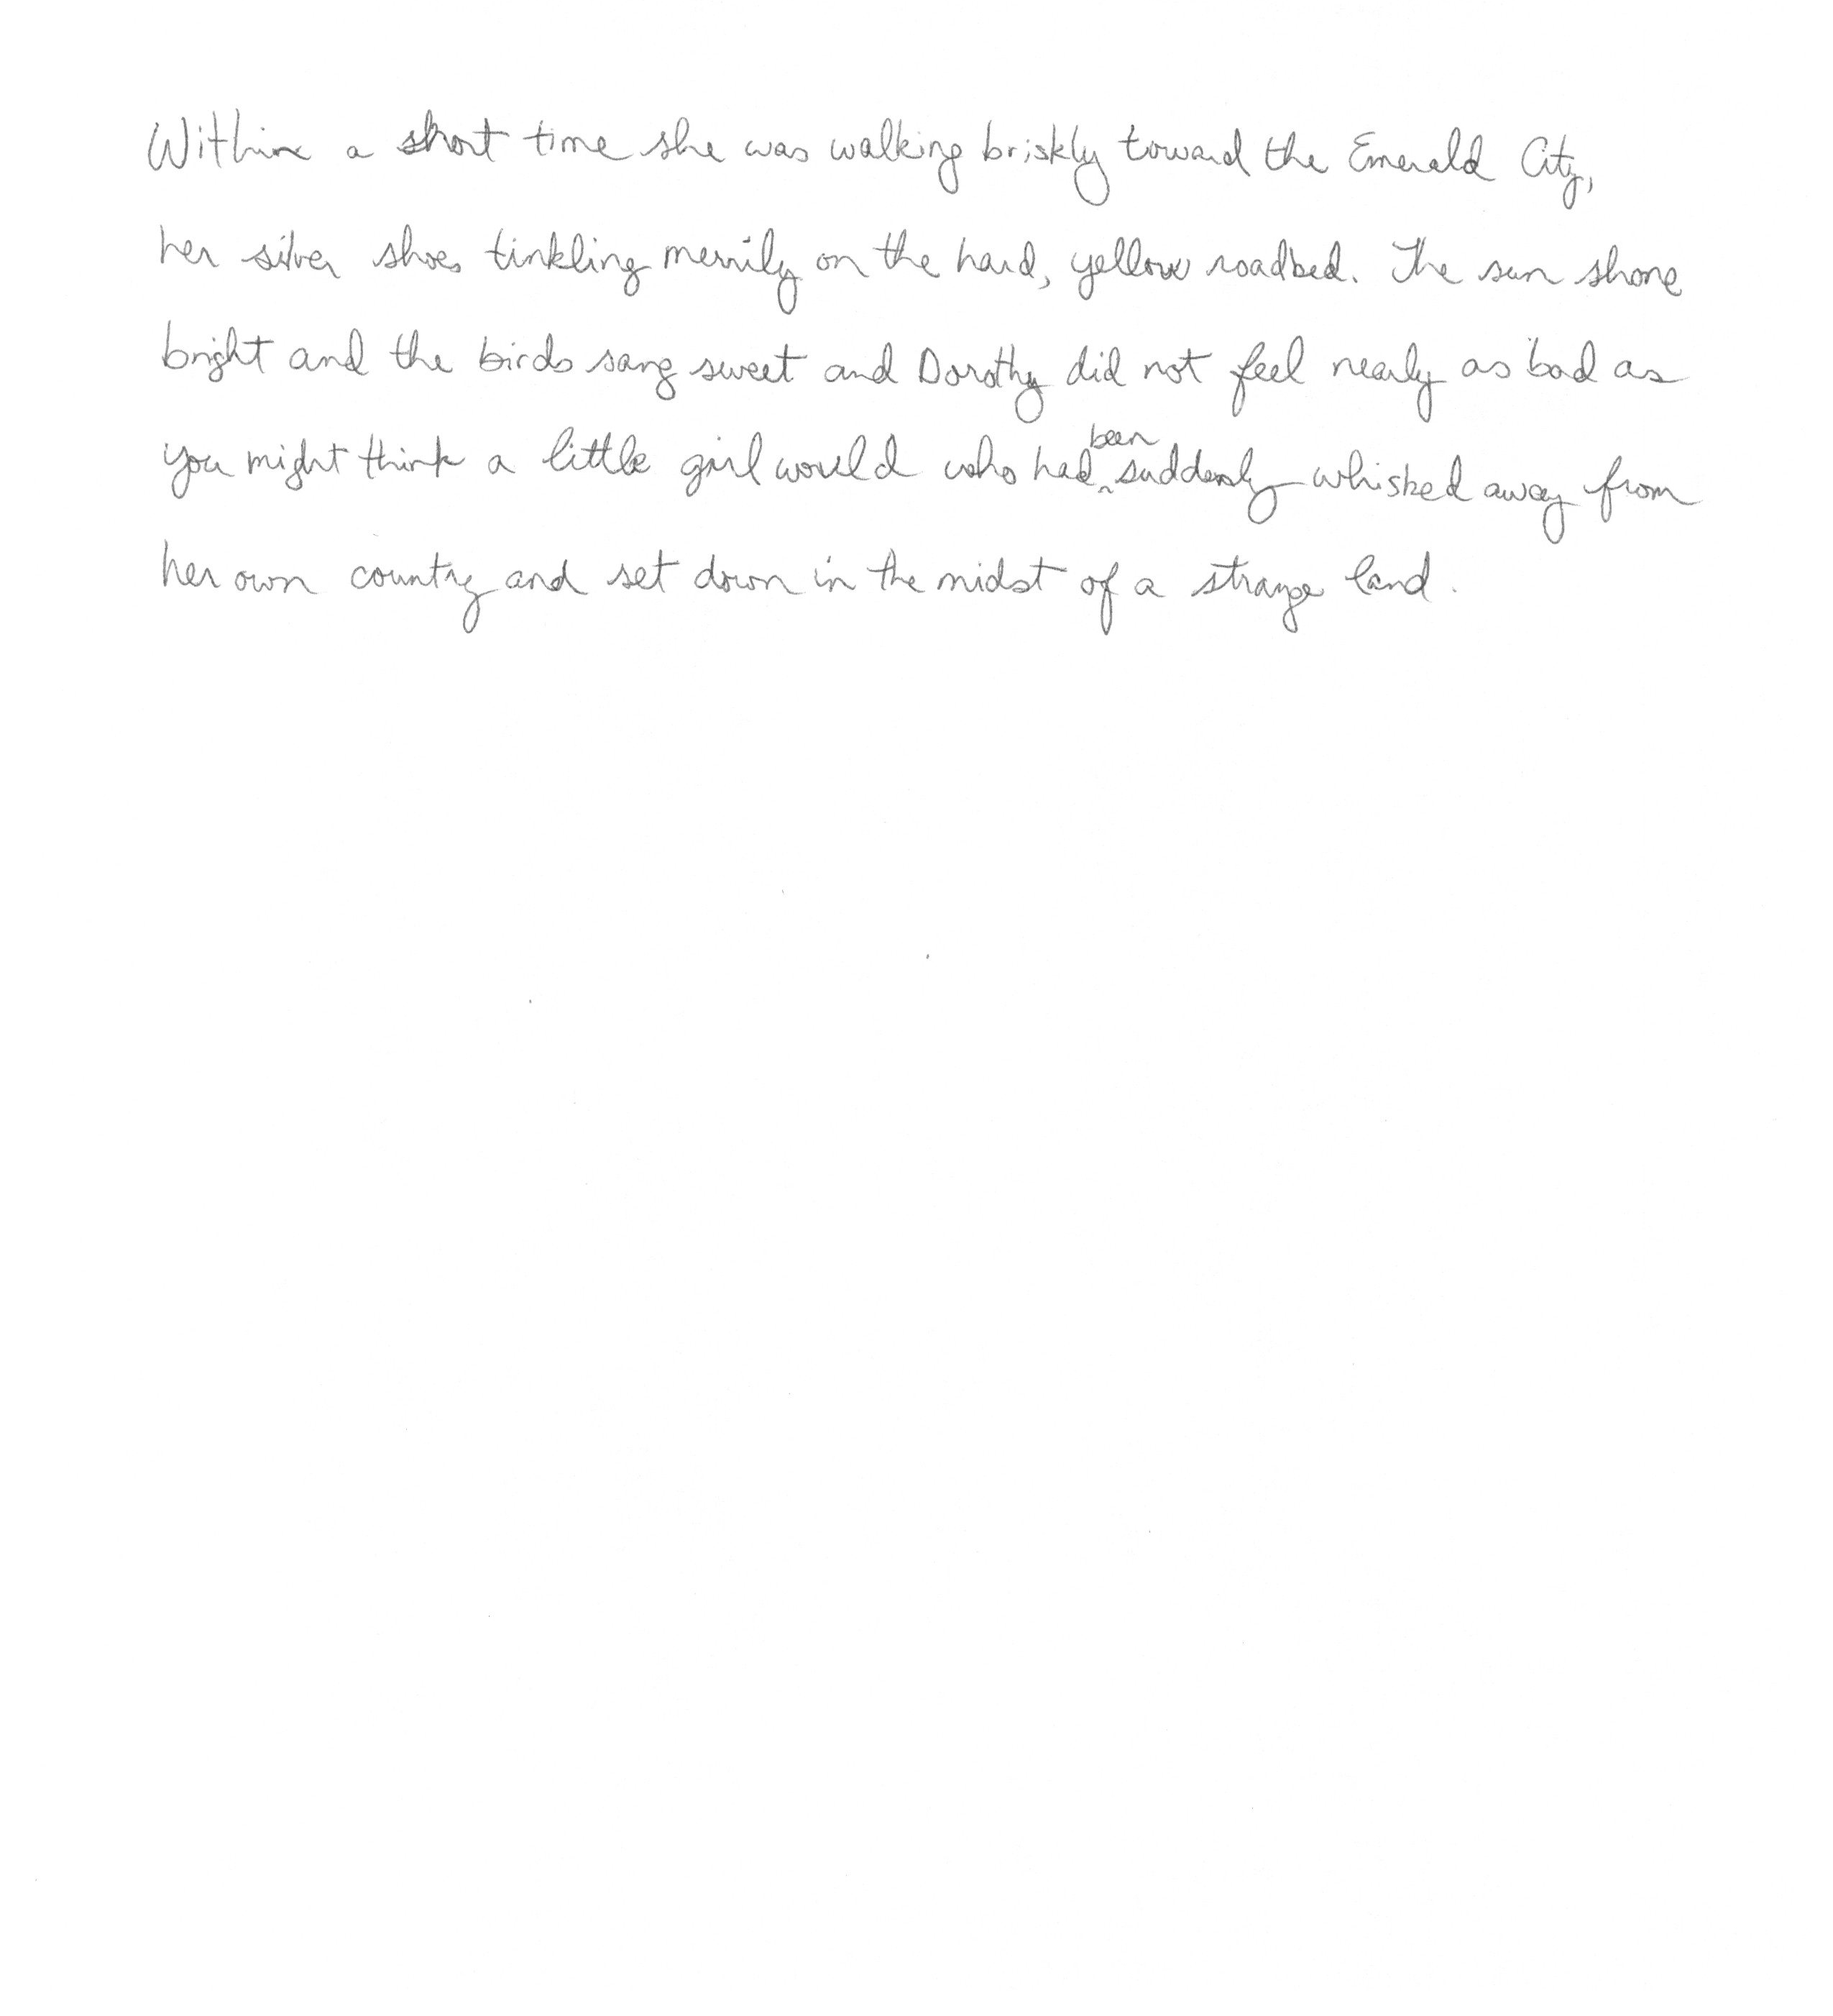 Within a short time she was walking briskly toward the Emerald City,
her silver shoes tinkling merrily on the hard, yellow roadbed. The sun shone
bright and the birds sang sweet and Dorothy did not feel nearly as bad as
you might think a little girl would who had been suddenly whisked away from
her own country and set down in the midst of a strange land.